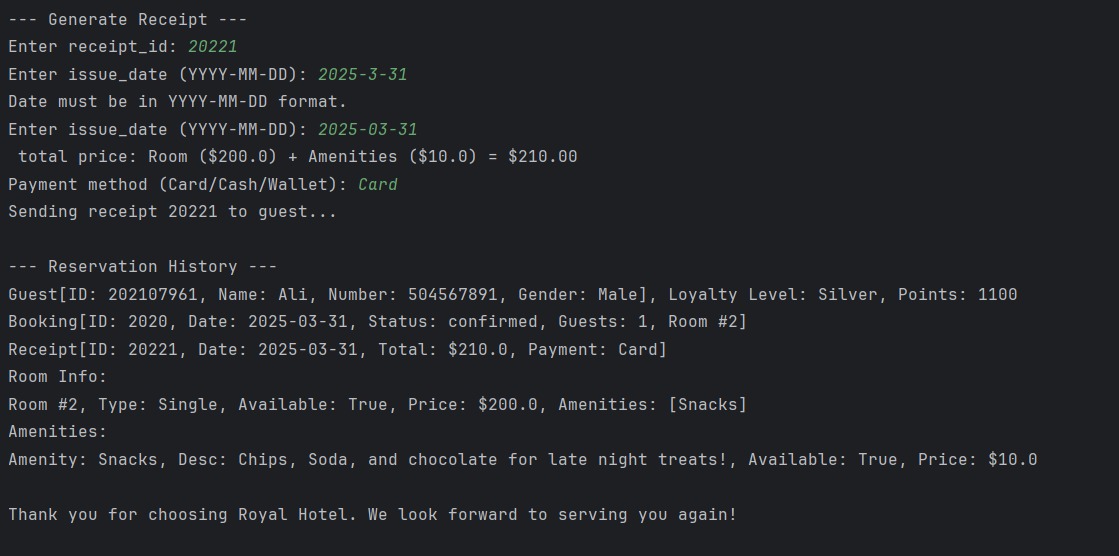 --- Generate Receipt ---
Enter receipt_id: 20221
Enter issue_date (YYYY-MM-DD): 2025-3-31
Date must be in YYYY-MM-DD format.
Enter issue_date (YYYY-MM-DD): 2025-03-31
 total price: Room ($200.0) + Amenities ($10.0) = $210.00
Payment method (Card/Cash/Wallet): Card
Sending receipt 20221 to guest...

--- Reservation History ---
Guest[ID: 202107961, Name: Ali, Number: 504567891, Gender: Male], Loyalty Level: Silver, Points: 1100
Booking[ID: 2020, Date: 2025-03-31, Status: confirmed, Guests: 1, Room #2]
Receipt[ID: 20221, Date: 2025-03-31, Total: $210.0, Payment: Card]
Room Info:
Room #2, Type: Single, Available: True, Price: $200.0, Amenities: [Snacks]
Amenities:
Amenity: Snacks, Desc: Chips, Soda, and chocolate for late night treats!, Available: True, Price: $10.0

Thank you for choosing Royal Hotel. We look forward to serving you again!